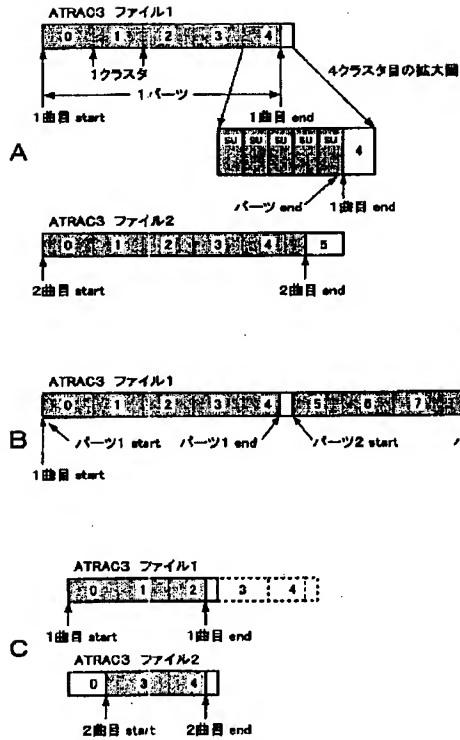 ATRAC3 ファイル1
0 1 2 3 4
1クラスタ
4クラスタ目の拡大図
1パーツ
1曲目 start 1曲目 end
A
SU SU SU SU SU 4
パーツ end 1曲目 end
ATRAC3 ファイル2
0 1 2 3 4 5
2曲目 start 2曲目 end
ATRAC3 ファイル1
0 1 2 3 4 5 6 7
B
パーツ1 start パーツ1 end パーツ2 start
1曲目 start
ATRAC3 ファイル1
0 1 2 3 4
1曲目 start 1曲目 end
C
ATRAC3 ファイル2
0 3 4
2曲目 start 2曲目 end